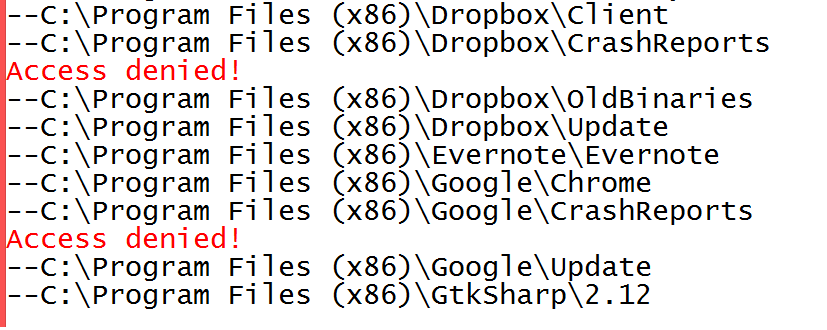 --C:\Program Files (x86)\Dropbox\Client
--C:\Program Files (x86)\Dropbox\CrashReports
Access denied!
--C:\Program Files (x86)\Dropbox\OldBinaries
--C:\Program Files (x86)\Dropbox\Update
--C:\Program Files (x86)\Evernote\Evernote
--C:\Program Files (x86)\Google\Chrome
--C:\Program Files (x86)\Google\CrashReports
Access denied!
--C:\Program Files (x86)\Google\Update
--C:\Program Files (x86)\GtkSharp\2.12